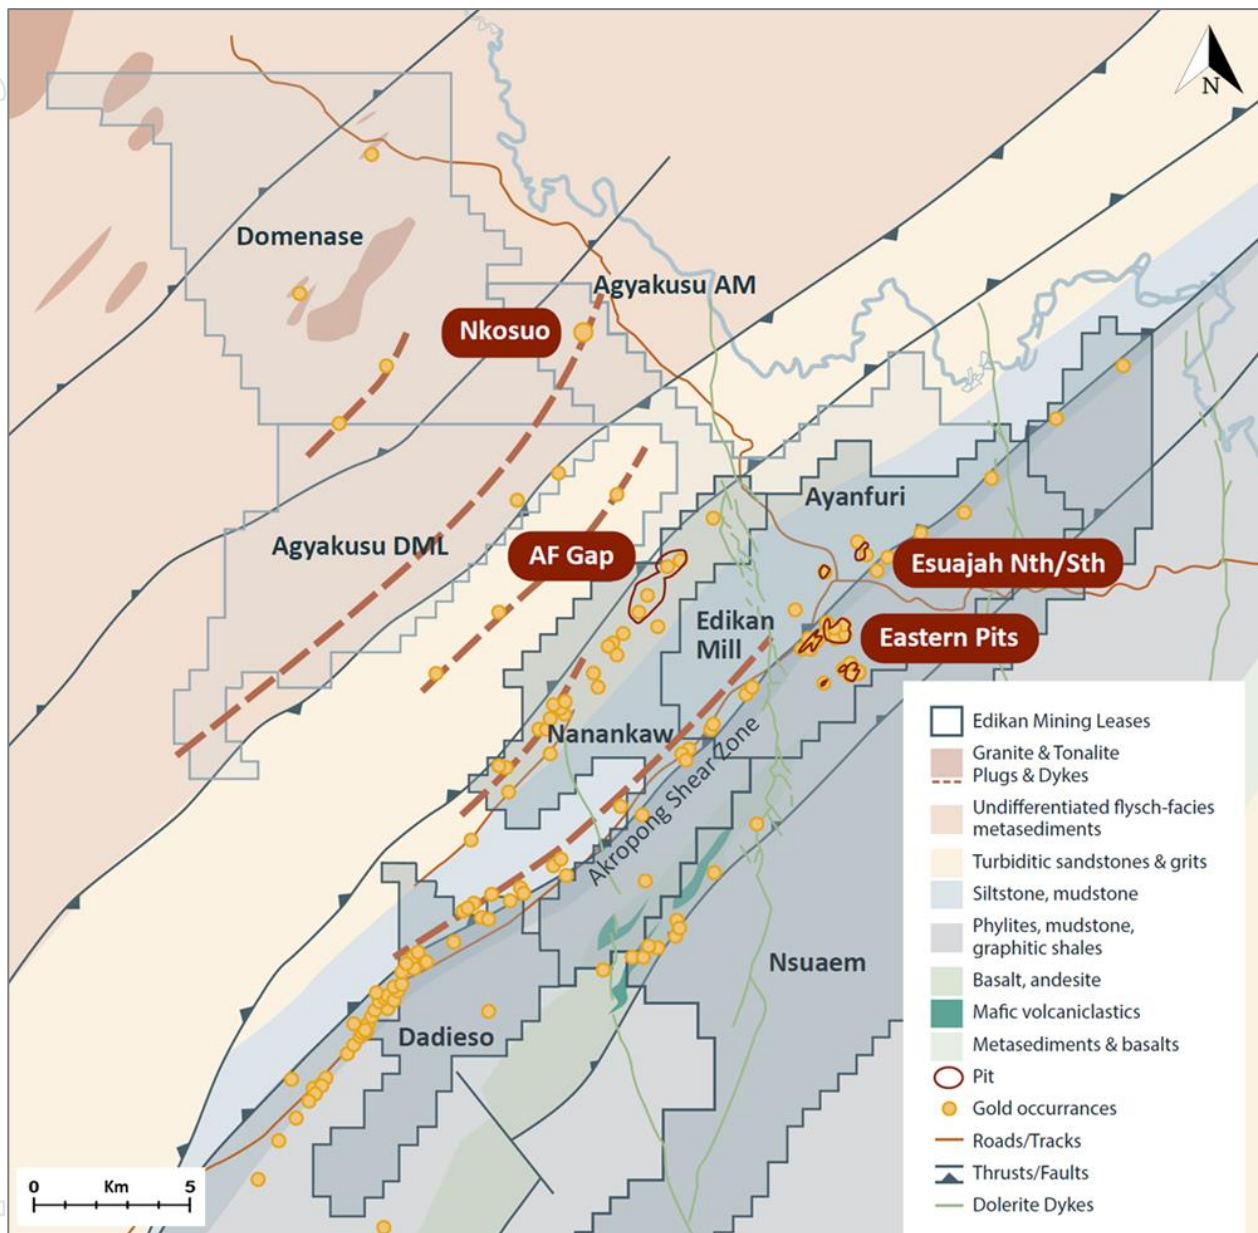 N
Domenase
Agyakusu AM
Nkosuo
Ayanfuri
Agyakusu DML
AF Gap
Esuajah Nth/Sth
Edikan
Mill
Eastern Pits
Nanankaw
Akropong Shear Zone
Nsuaem
Dadieso
Edikan Mining Leases
Granite & Tonalite
Plugs & Dykes
Undifferentiated flysch-facies
metasediments
Turbiditic sandstones & grits
Siltstone, mudstone
Phylites, mudstone,
graphitic shales
Basalt, andesite
Mafic volcaniclastics
Metasediments & basalts
Pit
Gold occurrances
Roads/Tracks
Thrusts/Faults
Dolerite Dykes
0 Km 5